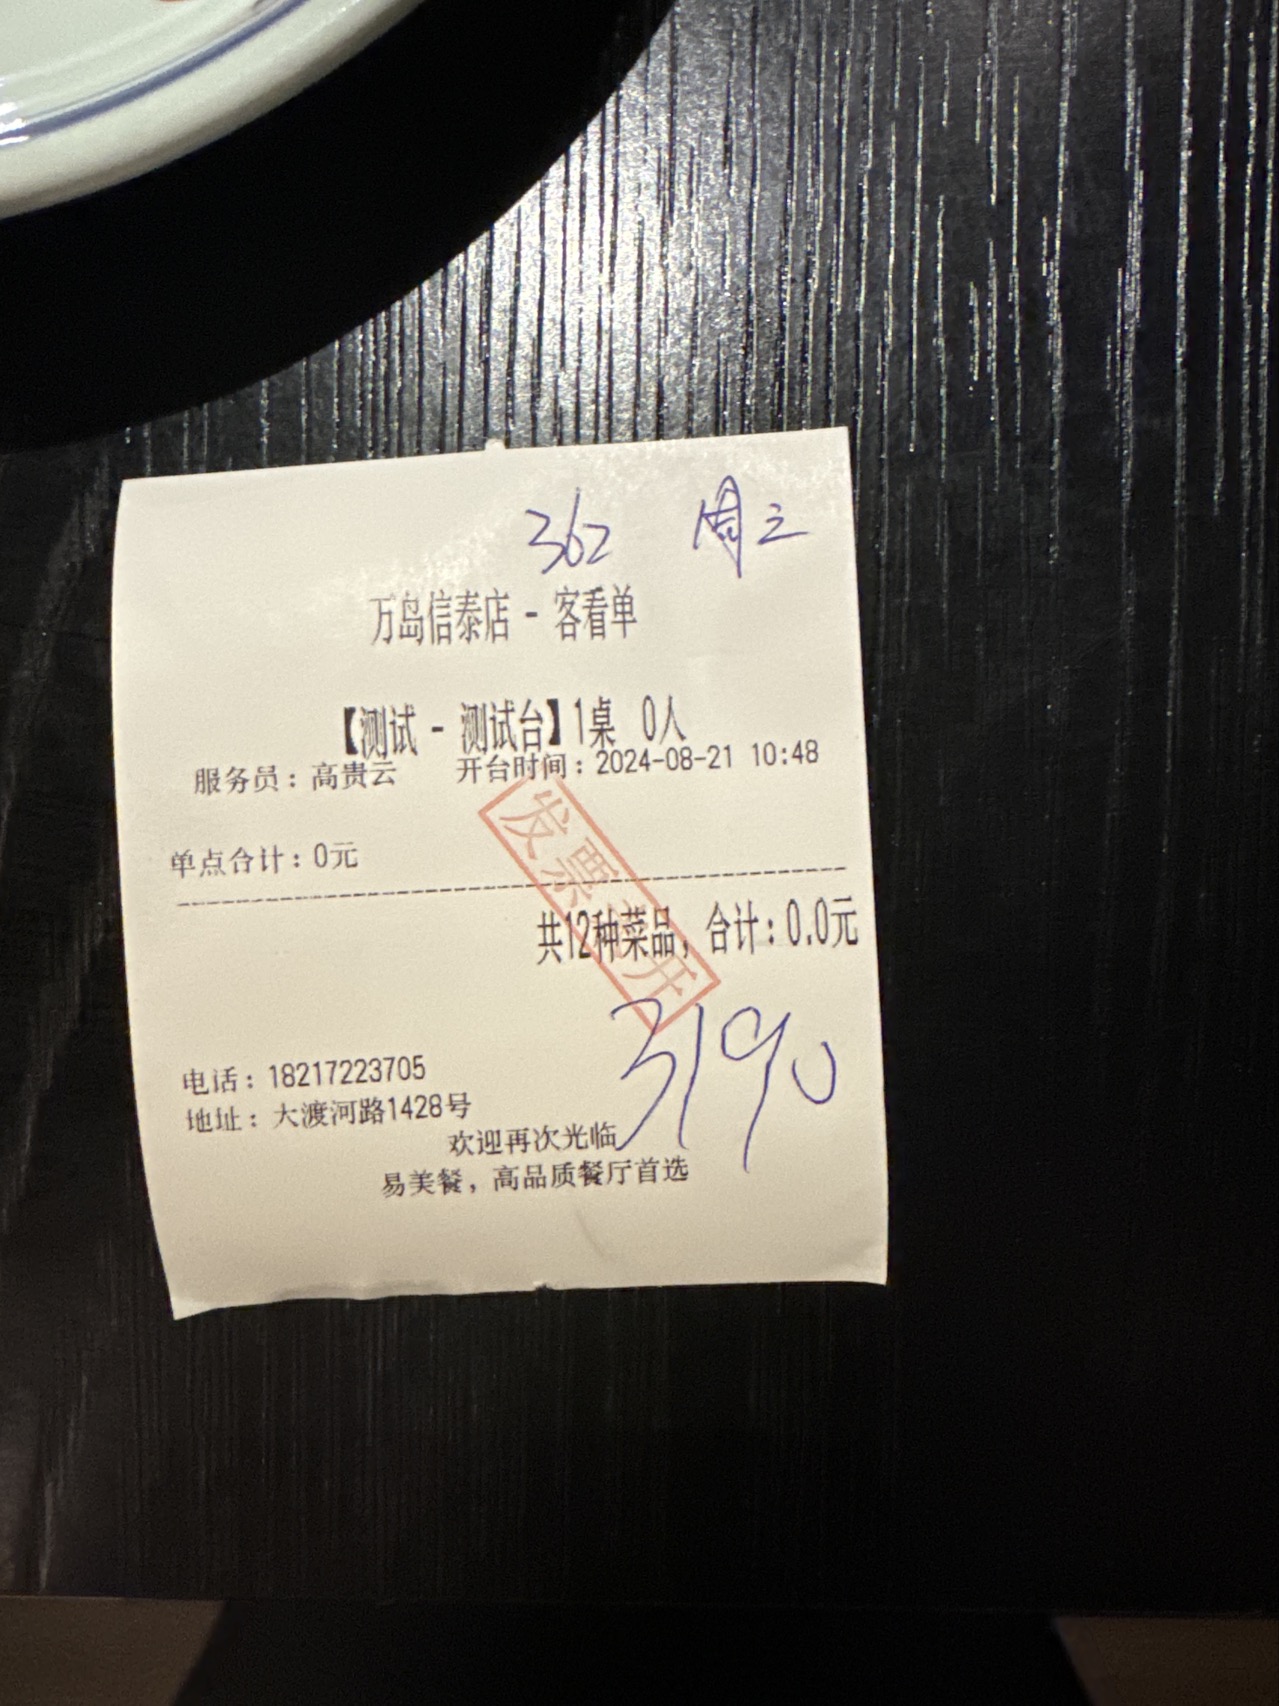 362 周三
万岛信泰店 - 客看单
【测试 - 测试台】1桌 0人
服务员：高贵云 开台时间：2024-08-21 10:48
单点合计：0元
发票已开
共12种菜品，合计：0.0元
3190
电话：18217223705
地址：大渡河路1428号
欢迎再次光临
易美餐，高品质餐厅首选